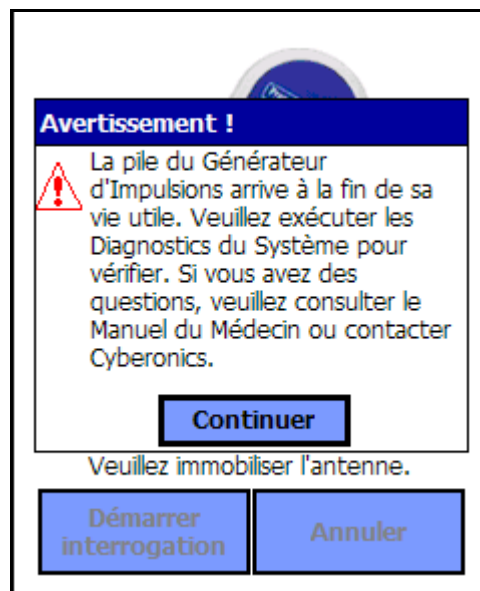 Avertissement !
La pile du Générateur
d'Impulsions arrive à la fin de sa
vie utile. Veuillez exécuter les
Diagnostics du Système pour
vérifier. Si vous avez des
questions, veuillez consulter le
Manuel du Médecin ou contacter
Cyberonics.
Continuer
Veuillez immobiliser l'antenne.
Démarrer
interrogation
Annuler